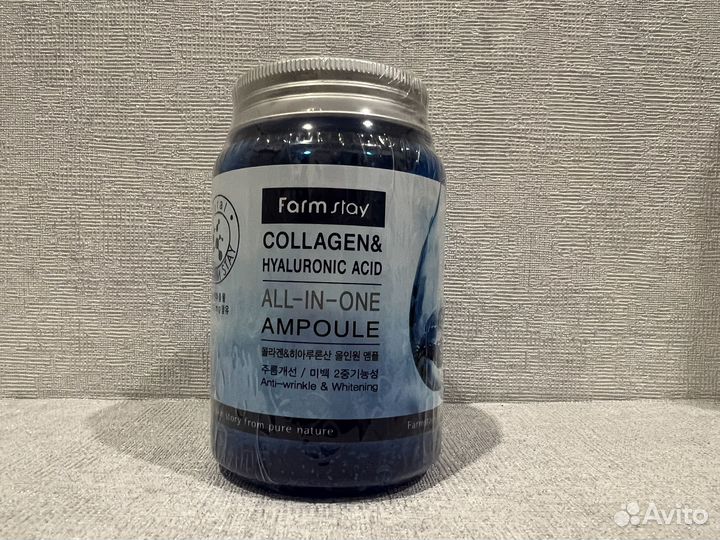 Farm stay
COLLAGEN&
HYALURONIC ACID
ALL-IN-ONE
AMPOULE
콜라겐&히아루론산 올인원 앰플
주름개선 / 미백 2중기능성
Anti-wrinkle & Whitening
story from pure nature
STAY
Avito